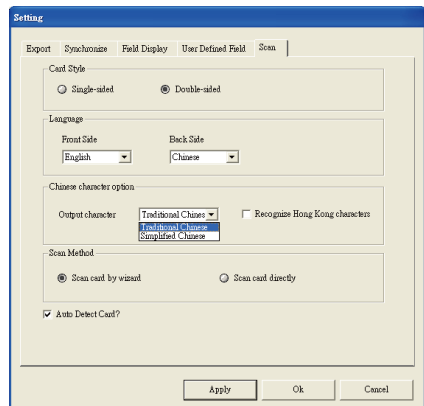 Setting
Export Synchronize Field Display User Defined Field Scan
Card Style
Single-sided Double-sided
Language
Front Side Back Side
English Chinese
Chinese character option
Output character Traditional Chines Recognize Hong Kong characters
Traditional Chinese
Simplified Chinese
Scan Method
Scan card by wizard Scan card directly
Auto Detect Card?
Apply Ok Cancel